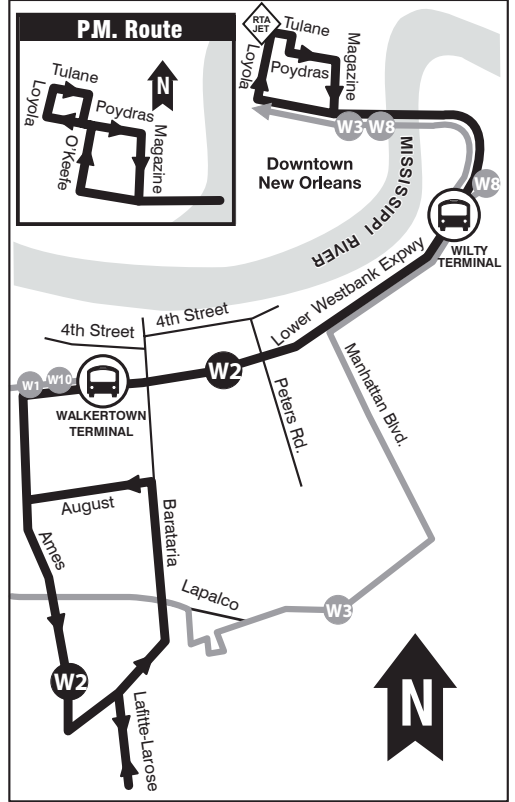 P.M. Route
Tulane
Loyola
Poydras
O'Keefe
Magazine
N
RTA
JET
Tulane
Loyola
Poydras
Magazine
W3
W8
Downtown
New Orleans
MISSISSIPPI RIVER
W8
WILTY
TERMINAL
Lower Westbank Expwy
4th Street
4th Street
W1
W10
WALKERTOWN
TERMINAL
W2
Peters Rd.
Manhattan Blvd.
August
Barataria
Ames
Lapalco
W3
W2
Lafitte-Larose
N